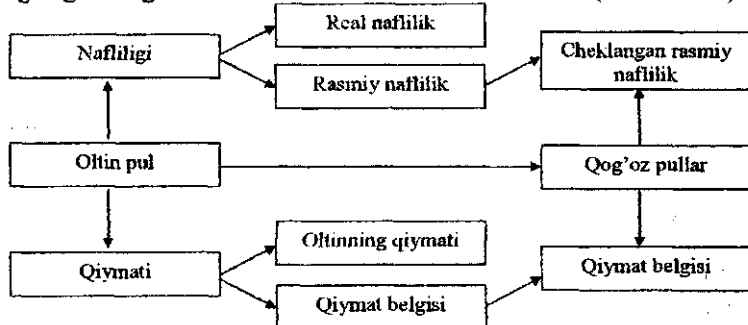 Real naflilik
Nafliligi
Rasmiy naflilik
Cheklangan rasmiy
naflilik
Oltin pul
Qog'oz pullar
Oltinning qiymati
Qiymati
Qiymat belgisi
Qiymat belgisi